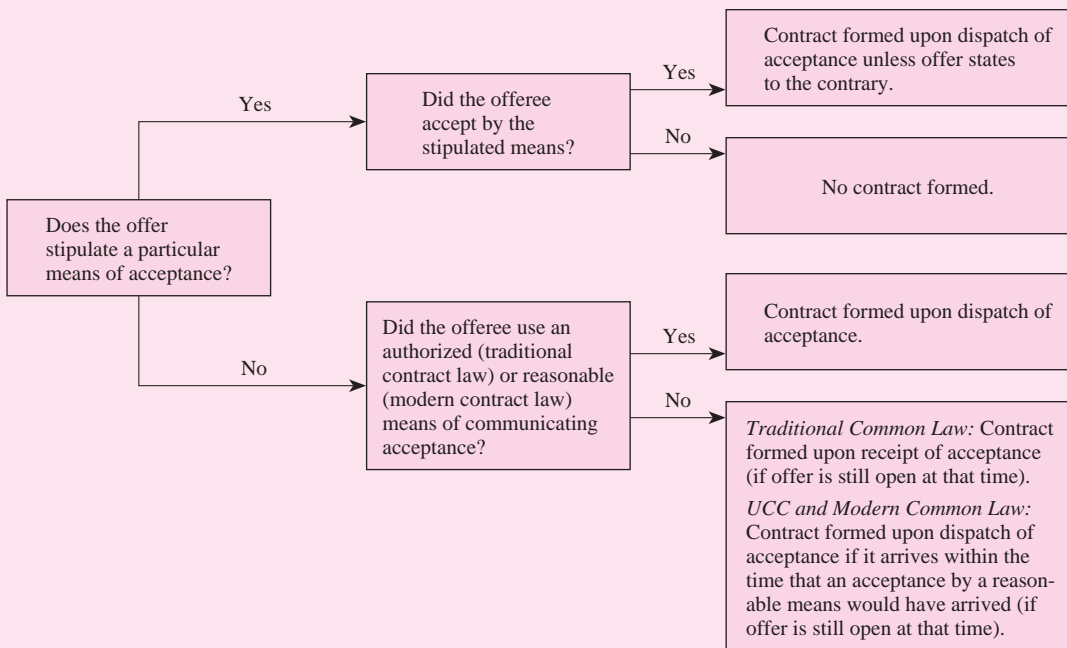 Does the offer
stipulate a particular
means of acceptance?
Yes
Did the offeree
accept by the
stipulated means?
Yes
Contract formed upon dispatch of
acceptance unless offer states
to the contrary.
No
No contract formed.
No
Did the offeree use an
authorized (traditional
contract law) or reasonable
(modern contract law)
means of communicating
acceptance?
Yes
Contract formed upon dispatch of
acceptance.
No
Traditional Common Law: Contract
formed upon receipt of acceptance
(if offer is still open at that time).
UCC and Modern Common Law:
Contract formed upon dispatch of
acceptance if it arrives within the
time that an acceptance by a reason-
able means would have arrived (if
offer is still open at that time).